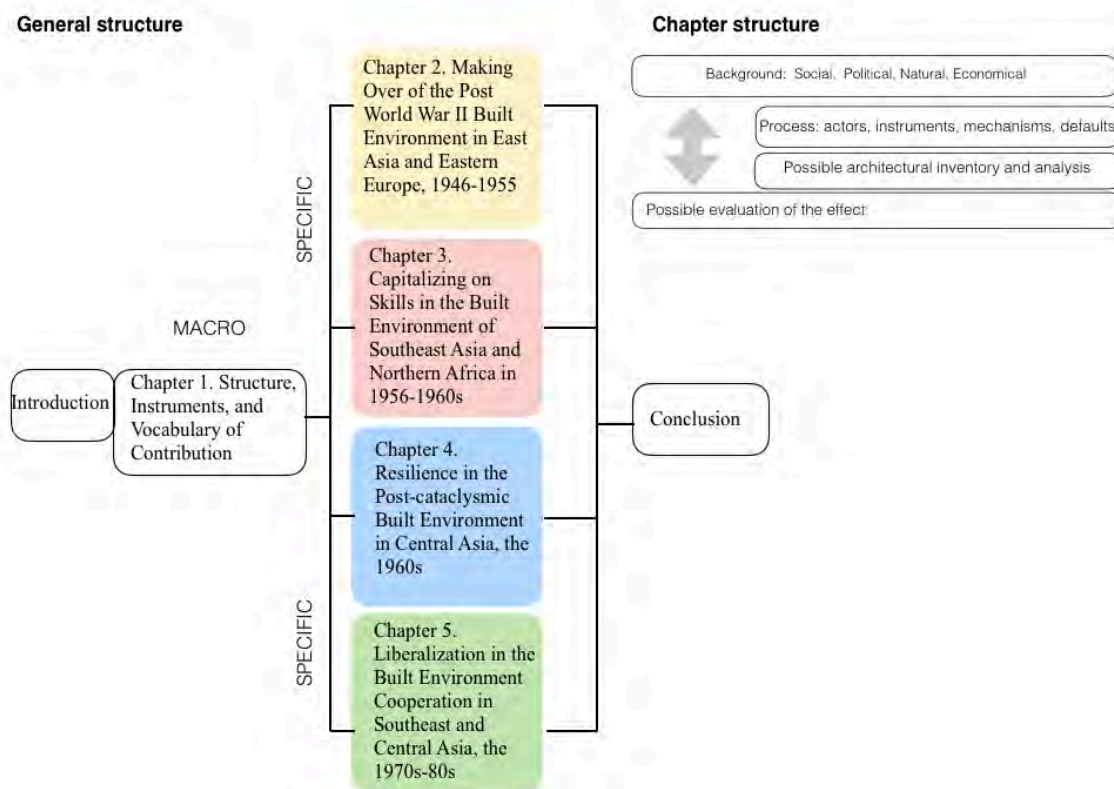 General structure
Chapter structure
Chapter 2. Making
Over of the Post
World War II Built
Environment in East
Asia and Eastern
Europe, 1946-1955
SPECIFIC
Chapter 3.
Capitalizing on
Skills in the Built
Environment of
Southeast Asia and
Northern Africa in
1956-1960s
MACRO
Introduction
Chapter 1. Structure,
Instruments, and
Vocabulary of
Contribution
Chapter 4.
Resilience in the
Post-cataclysmic
Built Environment
in Central Asia, the
1960s
SPECIFIC
Chapter 5.
Liberalization in the
Built Environment
Cooperation in
Southeast and
Central Asia, the
1970s-80s
Conclusion
Background: Social, Political, Natural, Economical
Process: actors, instruments, mechanisms, defaults
Possible architectural inventory and analysis
Possible evaluation of the effect: